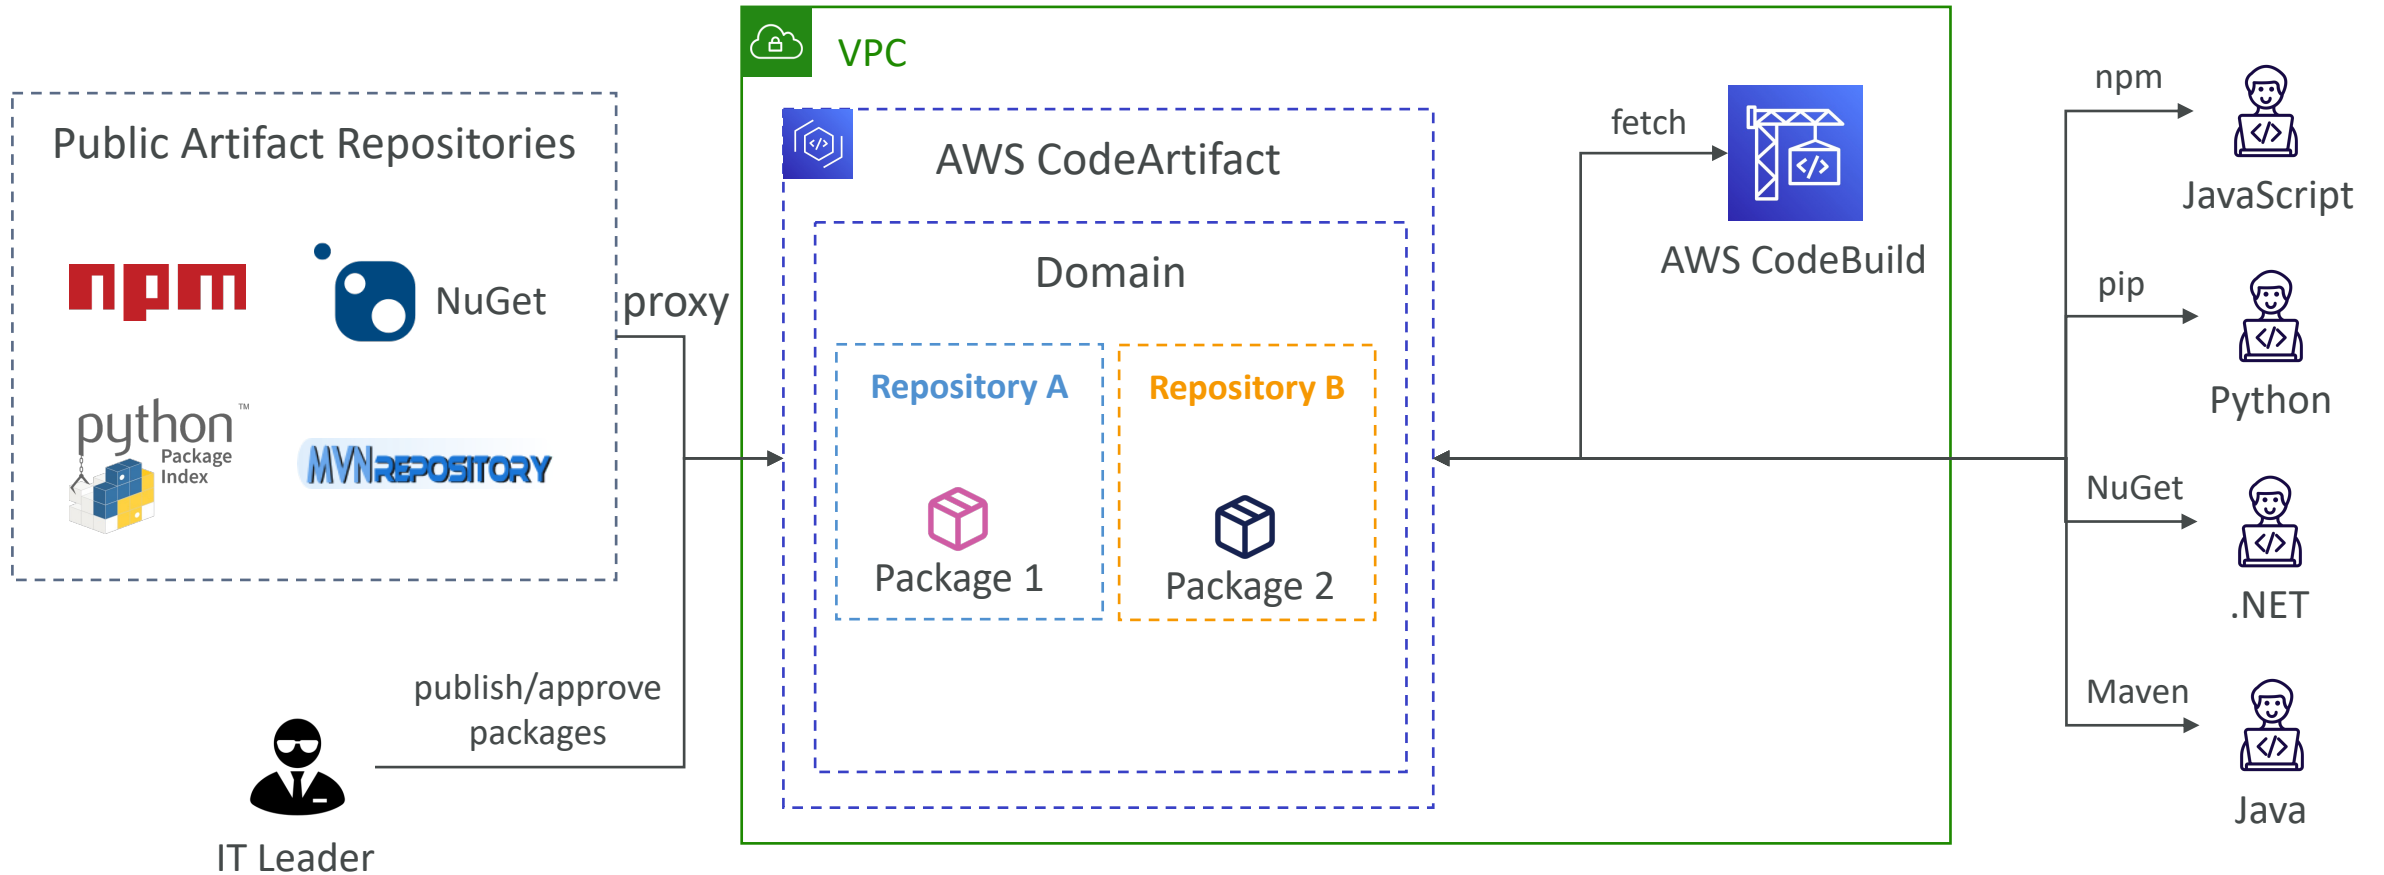 VPC
Public Artifact Repositories
npm
NuGet
python™
Package
Index
MVNREPOSITORY
proxy
publish/approve
packages
IT Leader
AWS CodeArtifact
Domain
Repository A
Package 1
Repository B
Package 2
fetch
AWS CodeBuild
npm
JavaScript
pip
Python
NuGet
.NET
Maven
Java